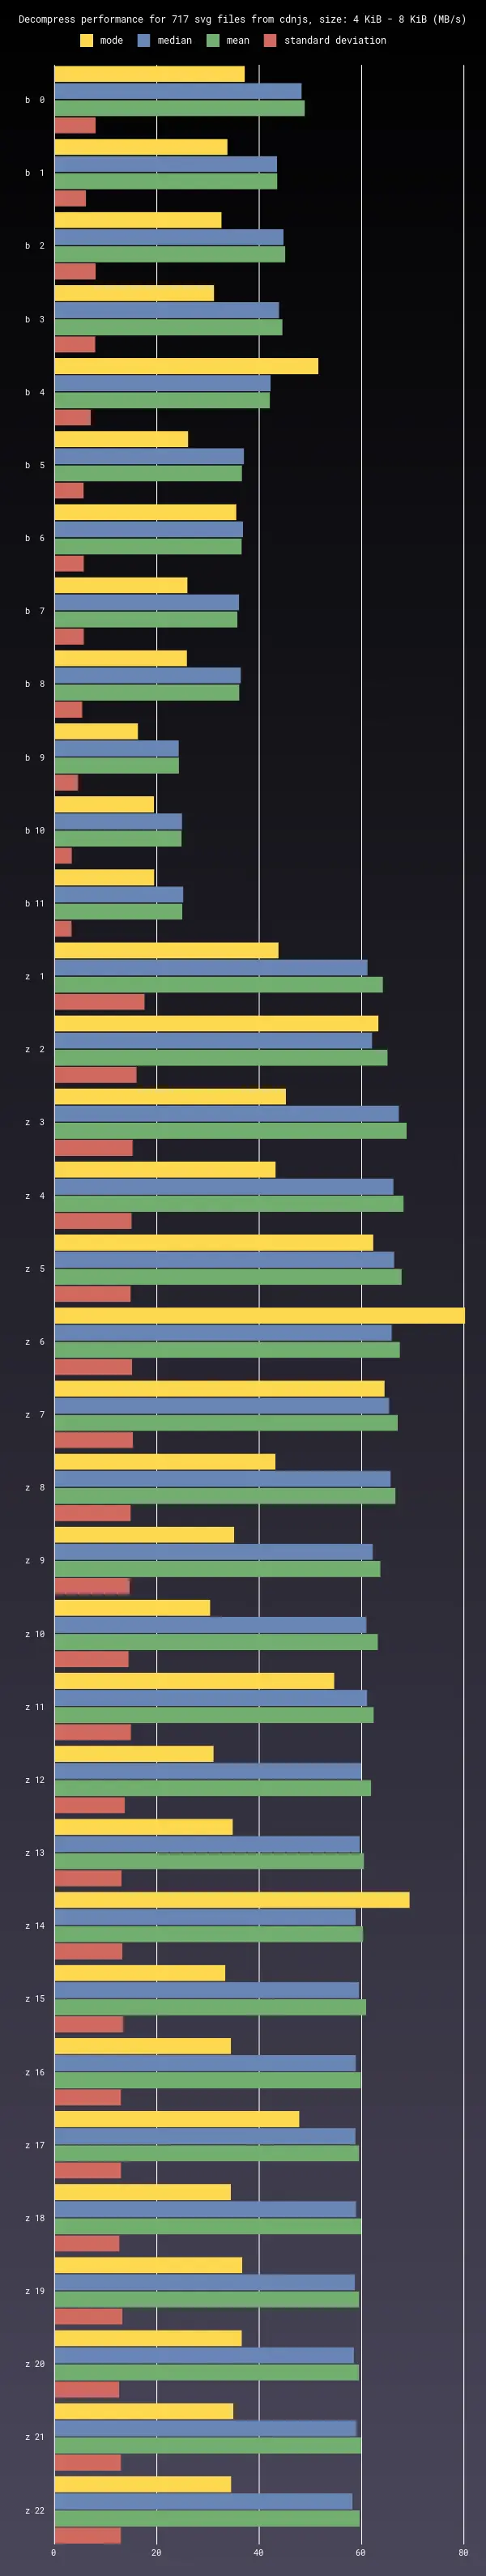 Decompress performance for 717 svg files from cdnjs, size: 4 KiB - 8 KiB (MB/s)
mode median mean standard deviation
b  0
b  1
b  2
b  3
b  4
b  5
b  6
b  7
b  8
b  9
b 10
b 11
z  1
z  2
z  3
z  4
z  5
z  6
z  7
z  8
z  9
z 10
z 11
z 12
z 13
z 14
z 15
z 16
z 17
z 18
z 19
z 20
z 21
z 22
0 20 40 60 80